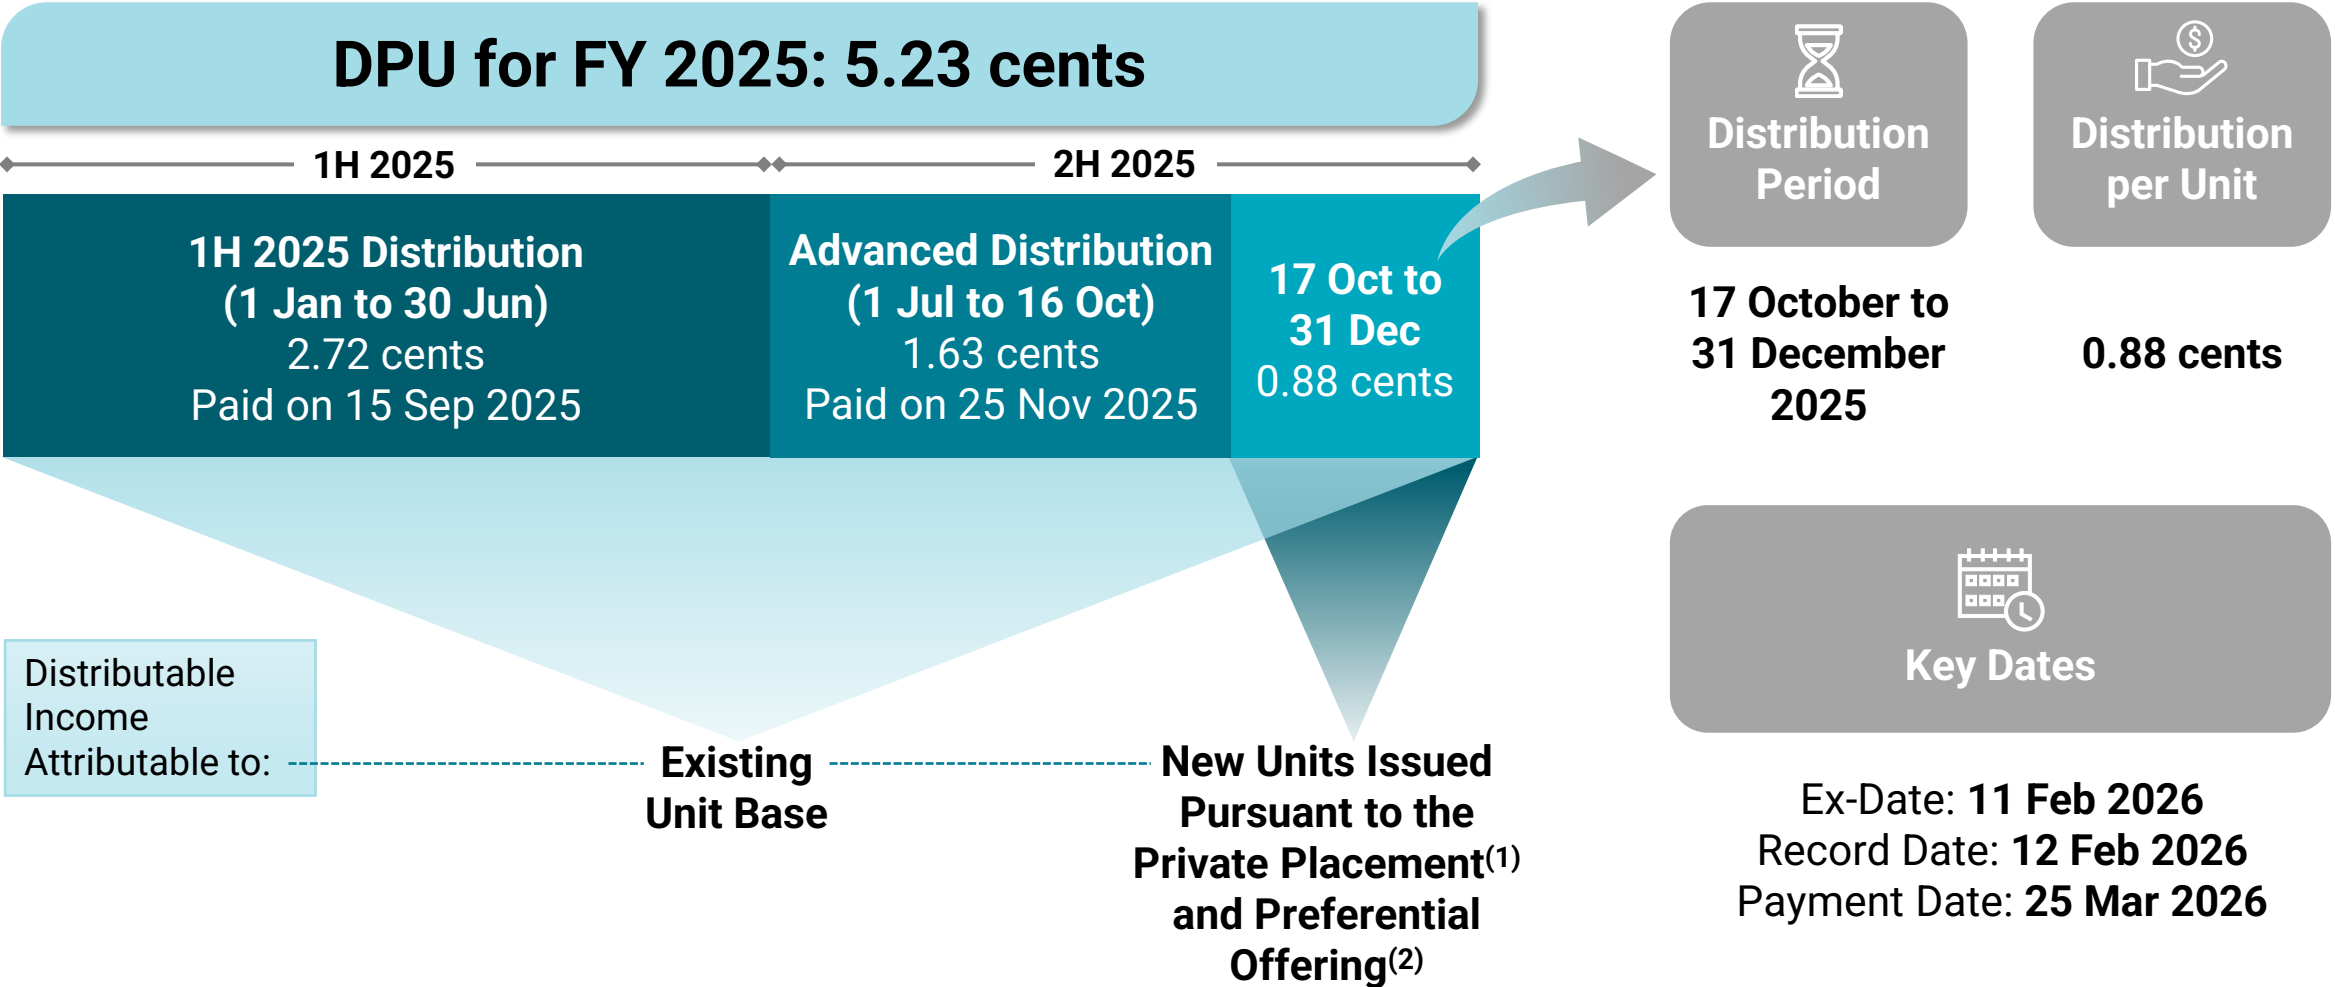 DPU for FY 2025: 5.23 cents
1H 2025
2H 2025
1H 2025 Distribution
(1 Jan to 30 Jun)
2.72 cents
Paid on 15 Sep 2025
Advanced Distribution
(1 Jul to 16 Oct)
1.63 cents
Paid on 25 Nov 2025
17 Oct to
31 Dec
0.88 cents
Distributable
Income
Attributable to:
Existing
Unit Base
New Units Issued
Pursuant to the
Private Placement(1)
and Preferential
Offering(2)
Distribution
Period
17 October to
31 December
2025
$
Distribution
per Unit
0.88 cents
Key Dates
Ex-Date: 11 Feb 2026
Record Date: 12 Feb 2026
Payment Date: 25 Mar 2026